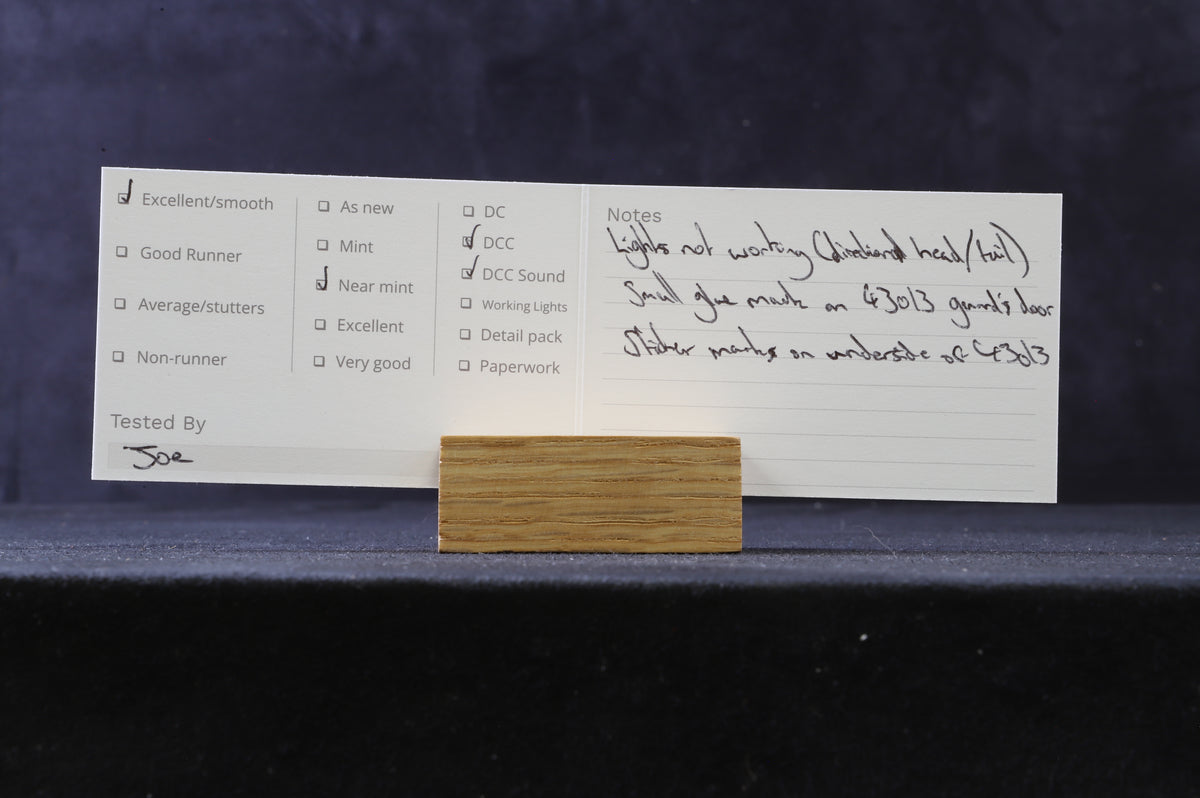 Excellent/smooth
Good Runner
Average/stutters
Non-runner
As new
Mint
Near mint
Excellent
Very good
DC
DCC
DCC Sound
Working Lights
Detail pack
Paperwork
Tested By
Joe
Notes
Lights not working (directional head/tail)
Small glue mark on 43013 guard's door
Sticker marks on underside of 43013